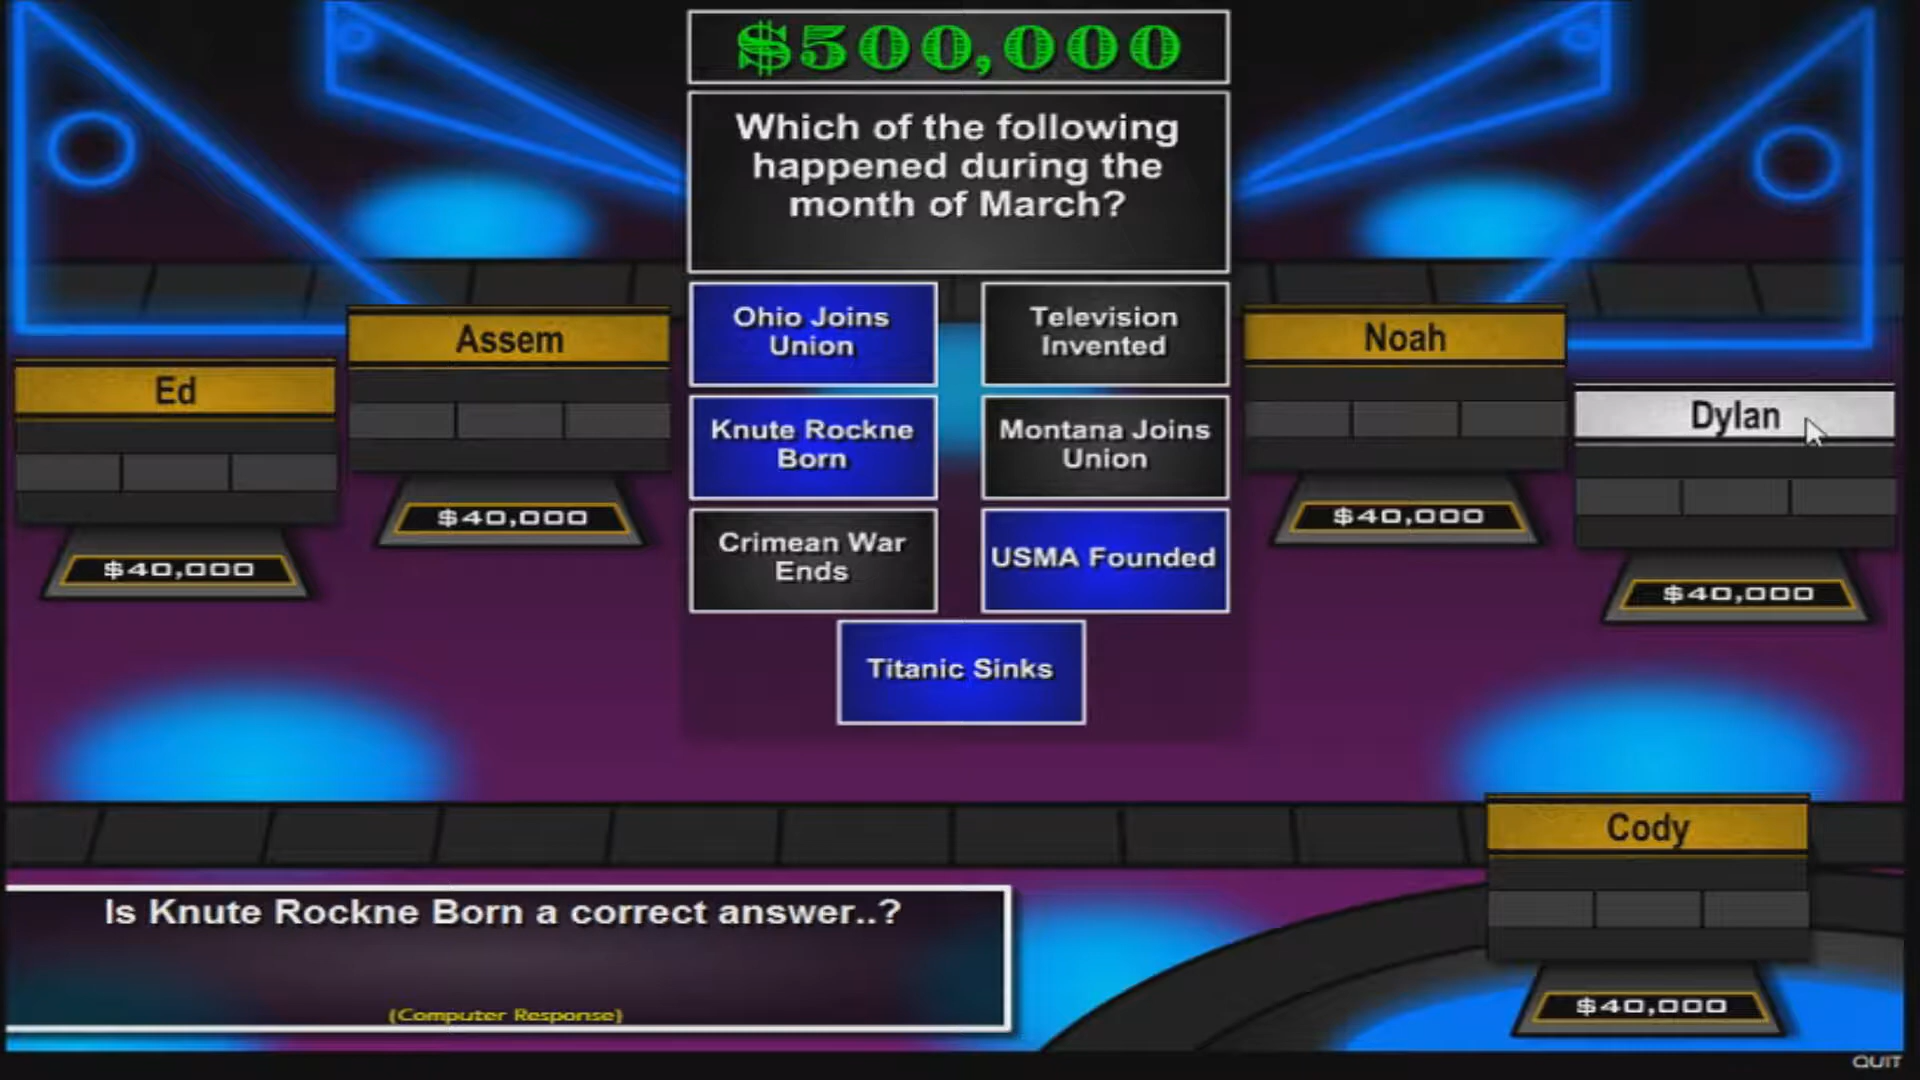 $500,000
Which of the following
happened during the
month of March?
Ohio Joins
Union
Television
Invented
Knute Rockne
Born
Montana Joins
Union
Crimean War
Ends
USMA Founded
Titanic Sinks
Ed
$40,000
Assem
$40,000
Noah
$40,000
Dylan
$40,000
Cody
$40,000
Is Knute Rockne Born a correct answer..?
(Computer Response)
QUIT